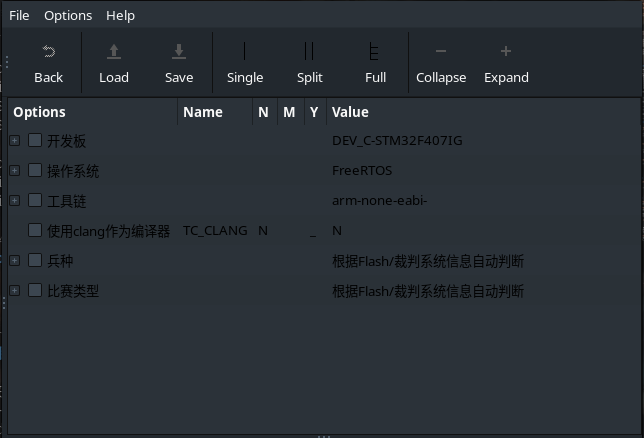 File Options Help
Back Load Save Single Split Full Collapse Expand
Options Name N M Y Value
开发板 DEV_C-STM32F407IG
操作系统 FreeRTOS
工具链 arm-none-eabi-
使用clang作为编译器 TC_CLANG N _ N
兵种 根据Flash/裁判系统信息自动判断
比赛类型 根据Flash/裁判系统信息自动判断